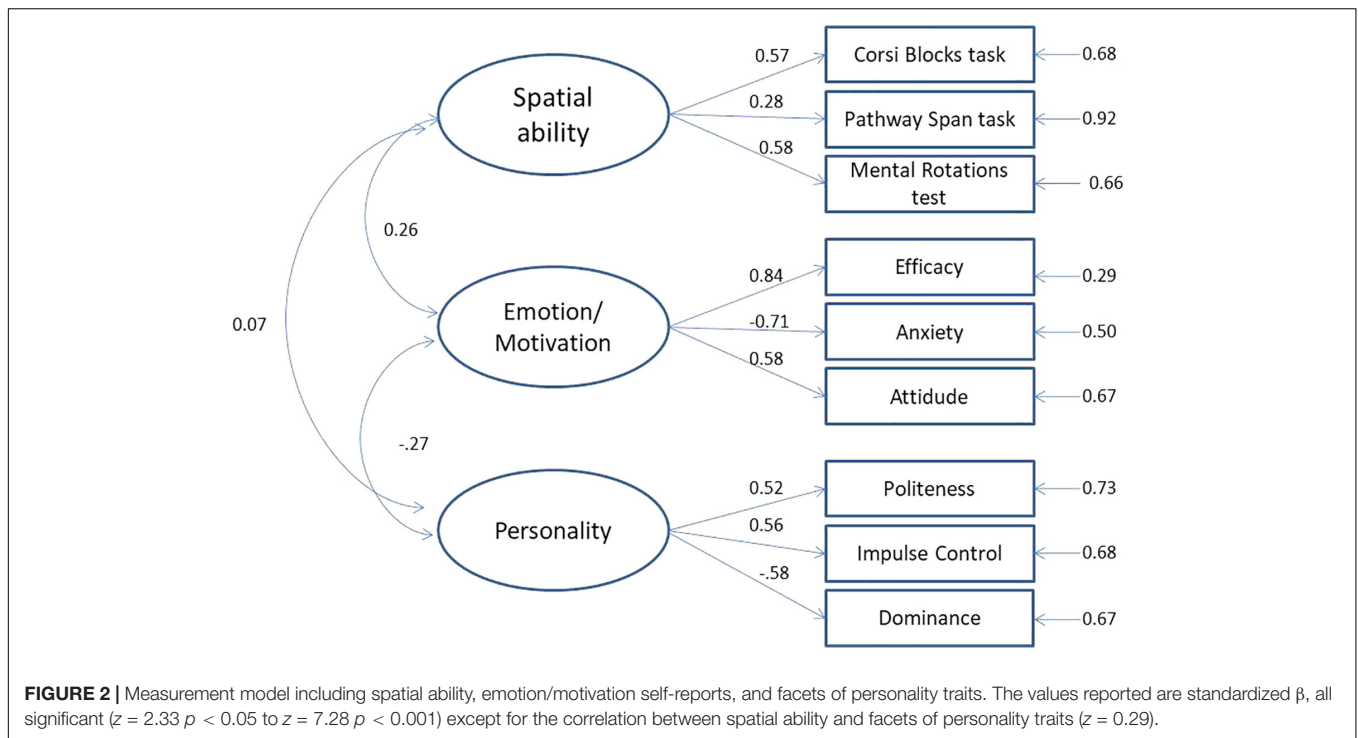 0.57
Corsi Blocks task
0.68
Spatial
ability
0.28
Pathway Span task
0.92
0.58
Mental Rotations
test
0.66
0.26
0.84
Efficacy
0.29
Emotion/
Motivation
-0.71
Anxiety
0.50
0.07
0.58
Attidude
0.67
-.27
0.52
Politeness
0.73
Personality
0.56
Impulse Control
0.68
-.58
Dominance
0.67
FIGURE 2 | Measurement model including spatial ability, emotion/motivation self-reports, and facets of personality traits. The values reported are standardized β, all
significant (z = 2.33 p < 0.05 to z = 7.28 p < 0.001) except for the correlation between spatial ability and facets of personality traits (z = 0.29).